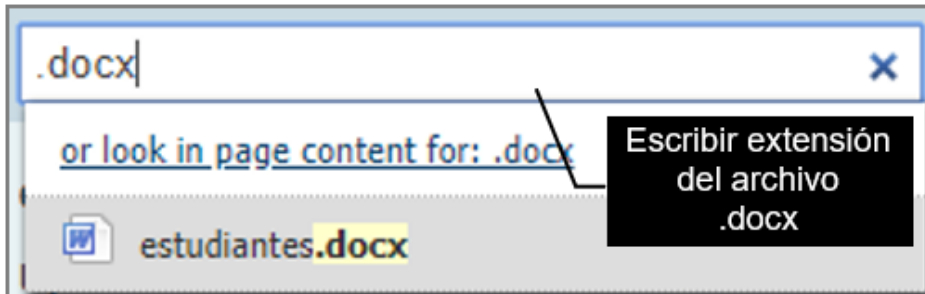 .docx
or look in page content for: .docx
Escribir extensión
del archivo
.docx
estudiantes.docx